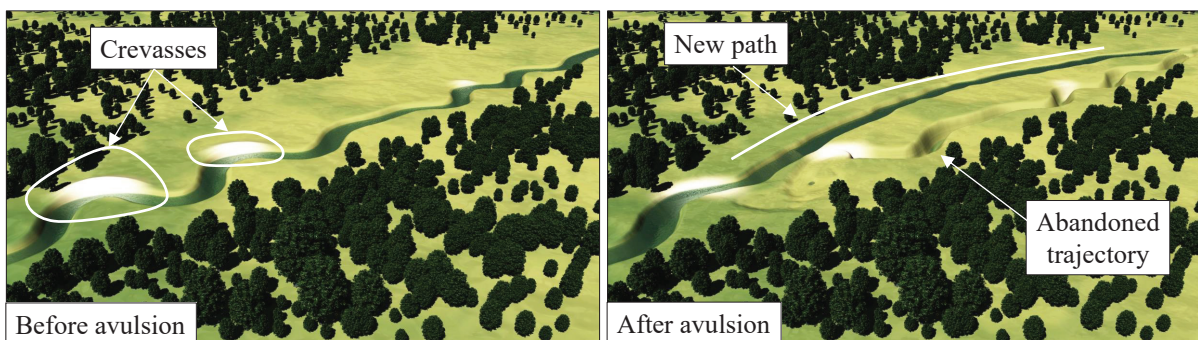 Crevasses
Before avulsion
New path
Abandoned
trajectory
After avulsion